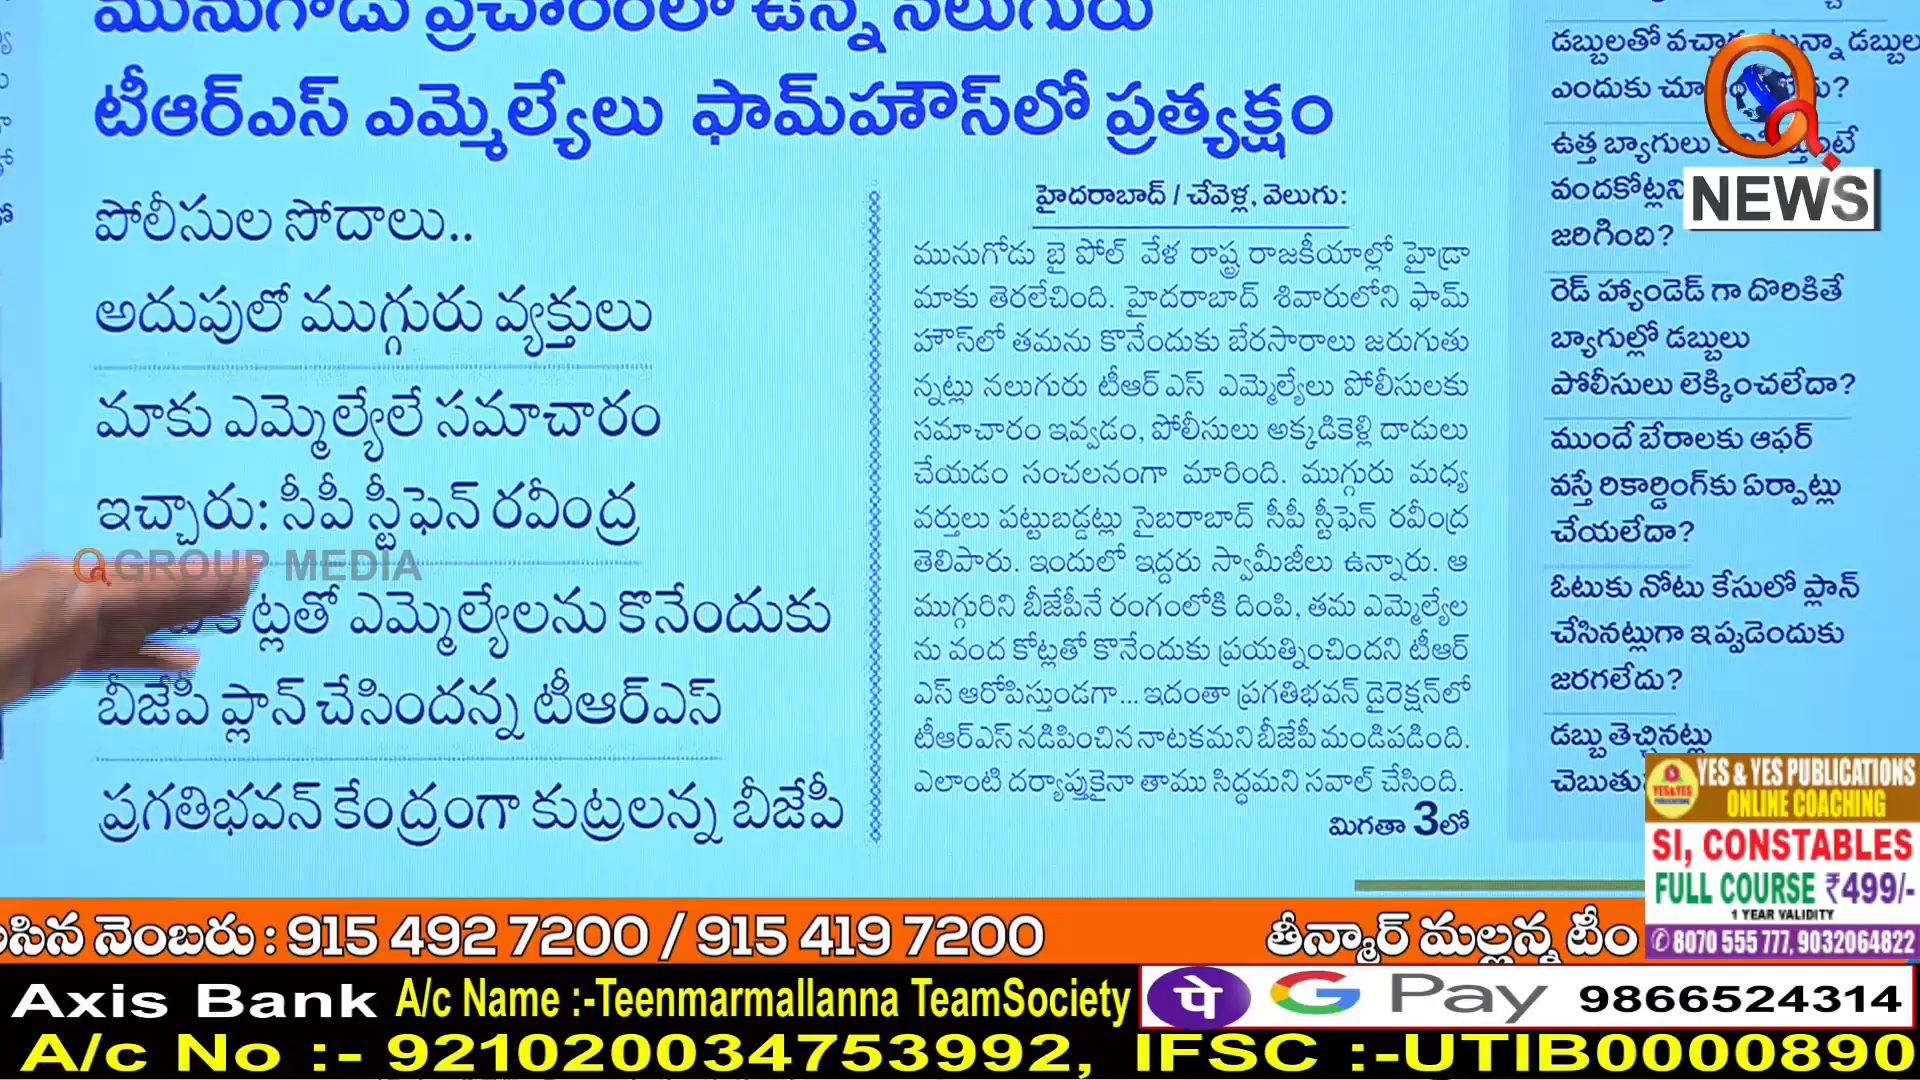 మునుగోడు ప్రచారంలో ఉన్న నలుగురు
టీఆర్ఎస్ ఎమ్మెల్యేలు ఫామ్‌హౌస్‌లో ప్రత్యక్షం
పోలీసుల సోదాలు..
అదుపులో ముగ్గురు వ్యక్తులు
మాకు ఎమ్మెల్యేలే సమాచారం
ఇచ్చారు: సీపీ స్టీఫెన్ రవీంద్ర
ఎమ్మెల్యేలను కొనేందుకు
బీజేపీ ప్లాన్ చేసిందన్న టీఆర్ఎస్
ప్రగతిభవన్ కేంద్రంగా కుట్రలన్న బీజేపీ
హైదరాబాద్ / చేవెళ్ల, వెలుగు:
మునుగోడు బై పోల్ వేళ రాష్ట్ర రాజకీయాల్లో హైడ్రా
మాకు తెరలేచింది. హైదరాబాద్ శివారులోని ఫామ్
హౌస్‌లో తమను కొనేందుకు బేరసారాలు జరుగుతు
న్నట్లు నలుగురు టీఆర్ఎస్ ఎమ్మెల్యేలు పోలీసులకు
సమాచారం ఇవ్వడం, పోలీసులు అక్కడికెళ్లి దాడులు
చేయడం సంచలనంగా మారింది. ముగ్గురు మధ్య
వర్తులు పట్టుబడ్డట్లు సైబరాబాద్ సీపీ స్టీఫెన్ రవీంద్ర
తెలిపారు. ఇందులో ఇద్దరు స్వామీజీలు ఉన్నారు. ఆ
ముగ్గురిని బీజేపీనే రంగంలోకి దింపి, తమ ఎమ్మెల్యేల
ను వంద కోట్లతో కొనేందుకు ప్రయత్నించిందని టీఆర్
ఎస్ ఆరోపిస్తుండగా... ఇదంతా ప్రగతిభవన్ డైరెక్షన్‌లో
టీఆర్ఎస్ నడిపించిన నాటకమని బీజేపీ మండిపడింది.
ఎలాంటి దర్యాప్తుకైనా తాము సిద్ధమని సవాల్ చేసింది.
మిగతా 3లో
డబ్బులతో డబ్బుల
ఎందుకు
ఉత్త బ్యాగులు
వందకోట్లని
జరిగింది?
రెడ్ హ్యాండెడ్ గా దొరికితే
బ్యాగుల్లో డబ్బులు
పోలీసులు లెక్కించలేదా?
ముందే బేరాలకు ఆఫర్
వస్తే రికార్డింగ్‌కు ఏర్పాట్లు
చేయలేదా?
ఓటుకు నోటు కేసులో ప్లాన్
చేసినట్లుగా ఇప్పుడెందుకు
జరగలేదు?
డబ్బు తెచ్చినట్లు
Q
NEWS
Q GROUP MEDIA
YES & YES PUBLICATIONS
ONLINE COACHING
SI, CONSTABLES
FULL COURSE ₹499/-
1 YEAR VALIDITY
8070 555 777, 9032064822
నెంబరు : 915 492 7200 / 915 419 7200 తీన్మార్ మల్లన్న టీం
Axis Bank A/c Name :-Teenmarmallanna TeamSociety
G Pay 9866524314
A/c No :- 921020034753992, IFSC :-UTIB0000890